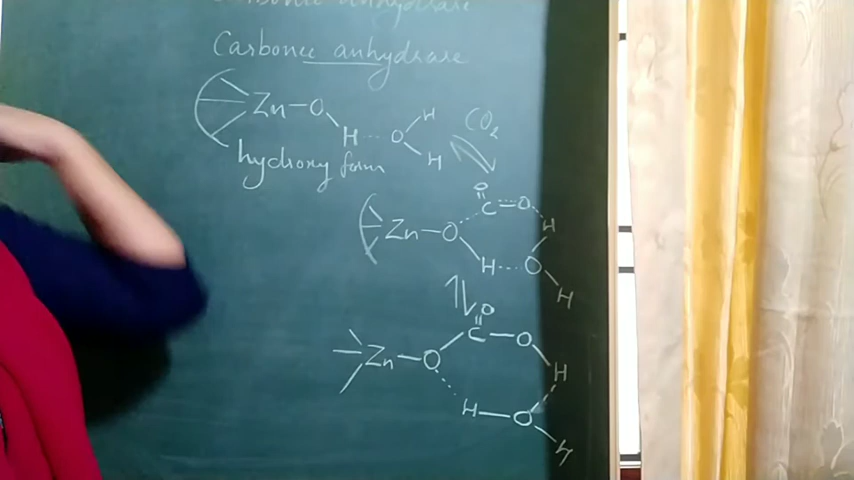 Carbonic anhydrase
Carbonic anhydrase
Zn-O
H---O
H
H
CO2
hydroxy form
O
C=O
Zn-O
H
H---O
H
O
C-O
Zn-O
H
H-O
H